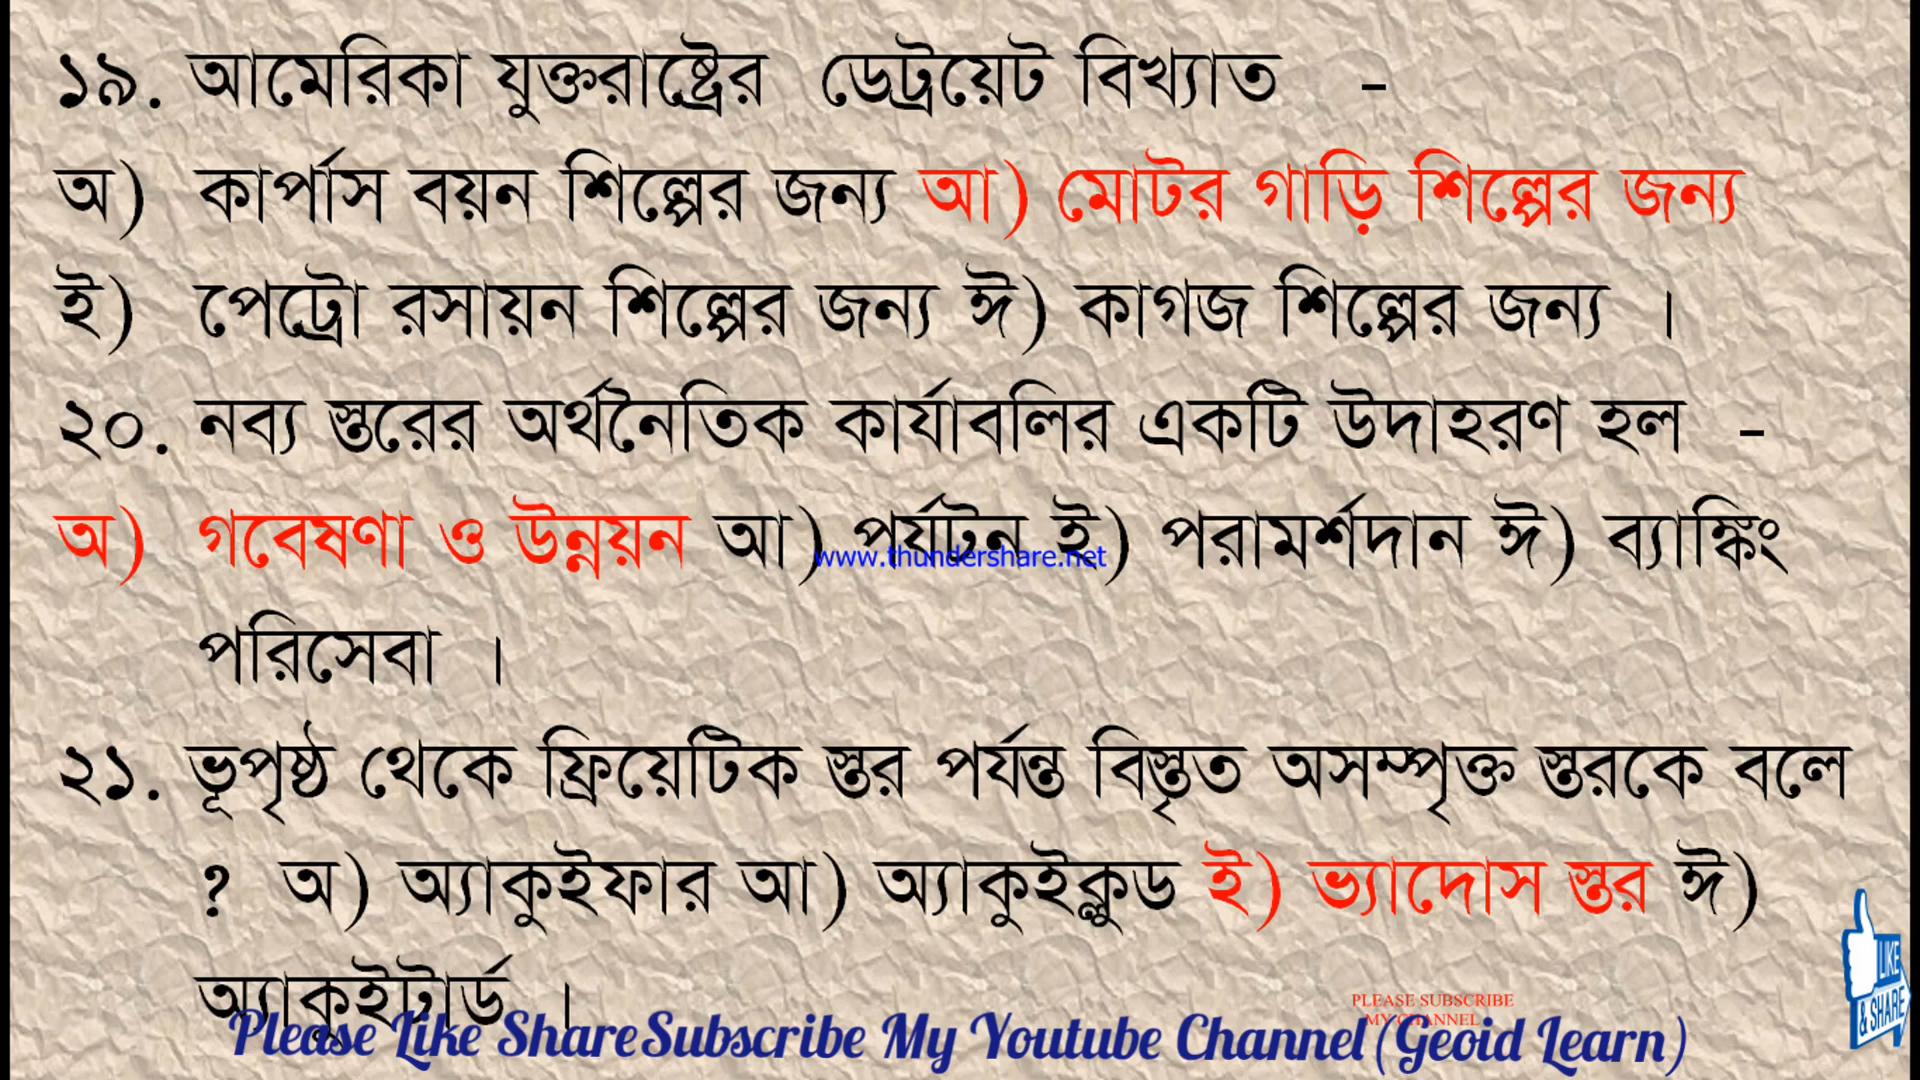 ১৯. আমেরিকা যুক্তরাষ্ট্রের ডেট্রয়েট বিখ্যাত -
অ) কার্পাস বয়ন শিল্পের জন্য আ) মোটর গাড়ি শিল্পের জন্য
ই) পেট্রো রসায়ন শিল্পের জন্য ঈ) কাগজ শিল্পের জন্য ।
২০. নব্য স্তরের অর্থনৈতিক কার্যাবলির একটি উদাহরণ হল -
অ) গবেষণা ও উন্নয়ন আ) পর্যটন ই) পরামর্শদান ঈ) ব্যাঙ্কিং
www.thundershare.net
পরিসেবা ।
২১. ভূপৃষ্ঠ থেকে ফ্রিয়েটিক স্তর পর্যন্ত বিস্তৃত অসম্পৃক্ত স্তরকে বলে
? অ) অ্যাকুইফার আ) অ্যাকুইক্লুড ই) ভ্যাদোস স্তর ঈ)
অ্যাকুইটার্ড ।
LIKE
& SHARE
PLEASE SUBSCRIBE
MY CHANNEL
Please Like Share Subscribe My Youtube Channel (Geoid Learn)